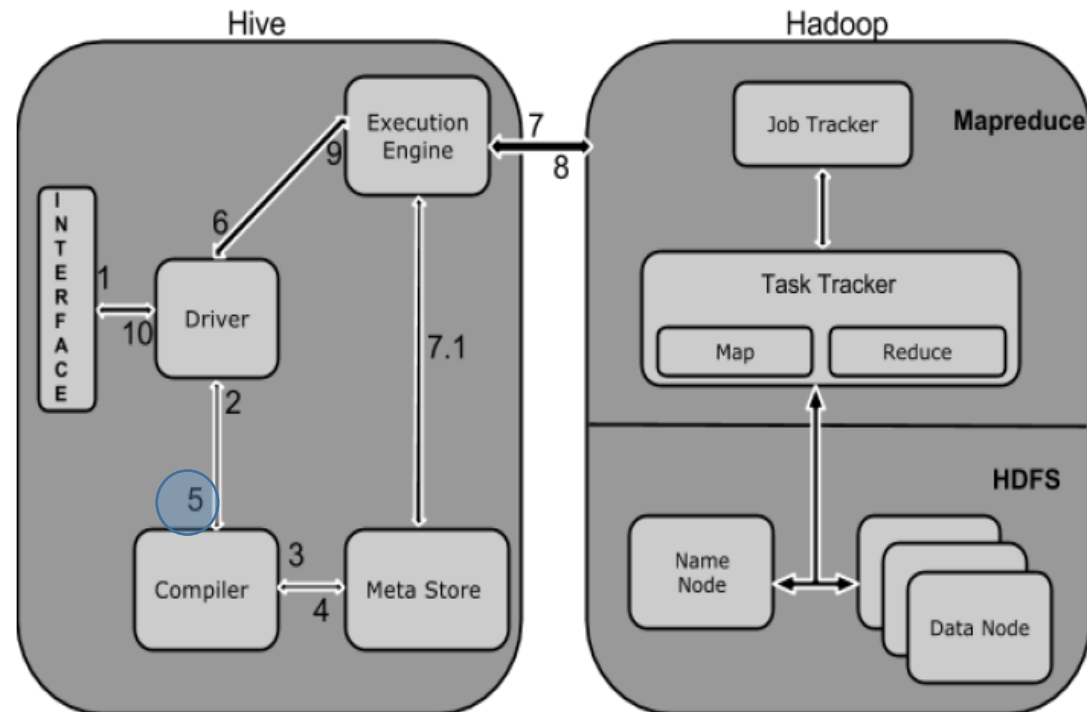 Hive
Hadoop
Execution
Engine
7
8
Job Tracker
Mapreduce
9
6
INTERFACE
1
10
Driver
Task Tracker
Map
Reduce
7.1
2
5
HDFS
Compiler
3
4
Meta Store
Name
Node
Data Node